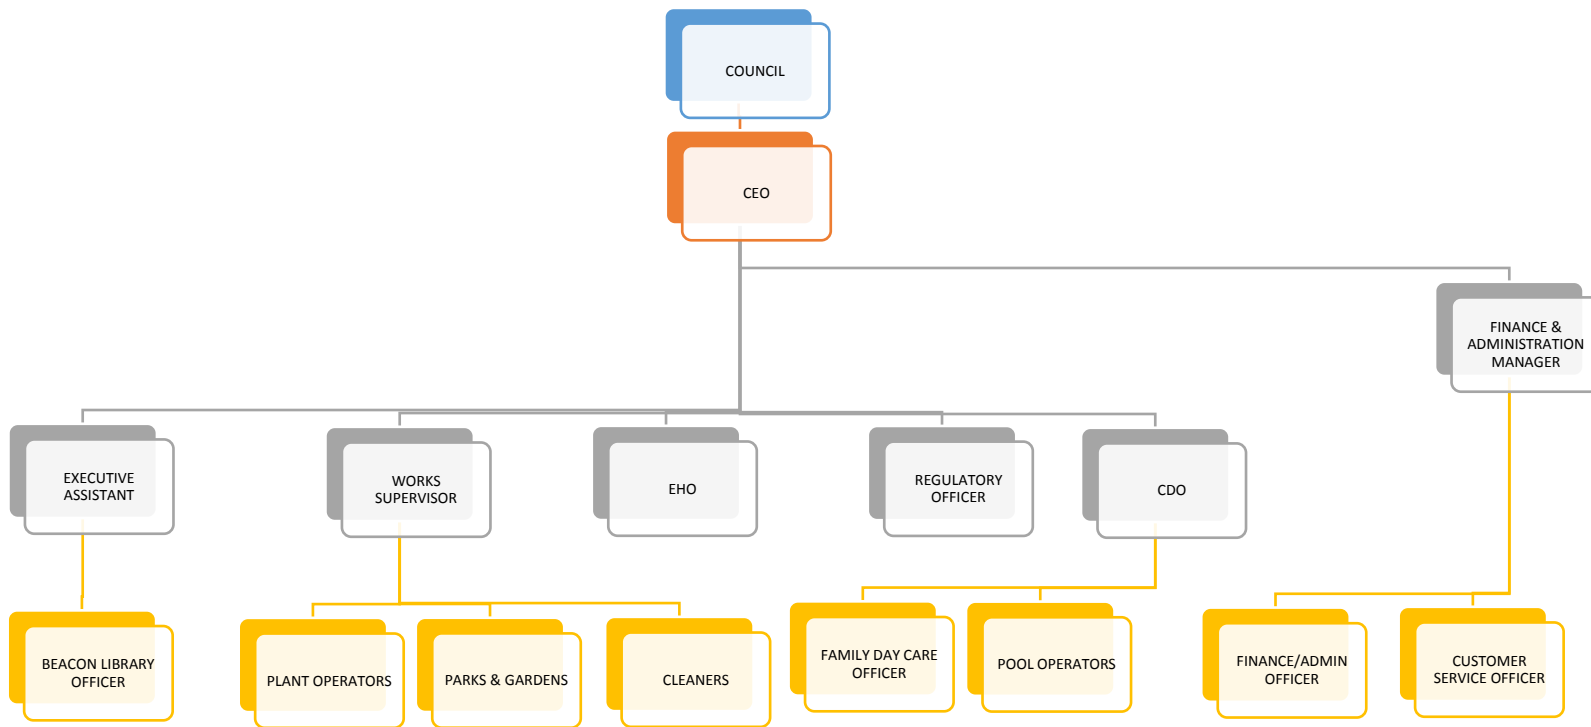 COUNCIL
CEO
FINANCE &
ADMINISTRATION
MANAGER
EXECUTIVE
ASSISTANT
WORKS
SUPERVISOR
EHO
REGULATORY
OFFICER
CDO
BEACON LIBRARY
OFFICER
PLANT OPERATORS
PARKS & GARDENS
CLEANERS
FAMILY DAY CARE
OFFICER
POOL OPERATORS
FINANCE/ADMIN
OFFICER
CUSTOMER
SERVICE OFFICER